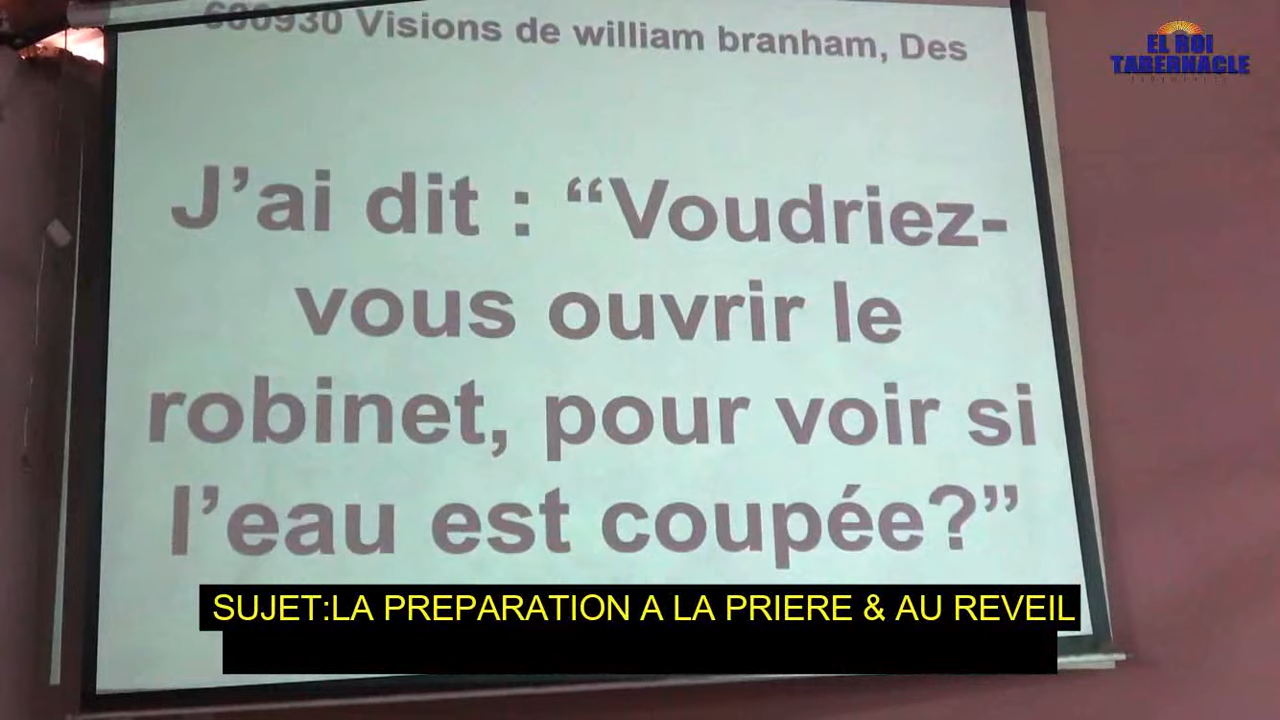 600930 Visions de william branham, Des
EL ROI
TABERNACLE
J’ai dit : “Voudriez-
vous ouvrir le
robinet, pour voir si
l’eau est coupée?”
SUJET:LA PREPARATION A LA PRIERE & AU REVEIL